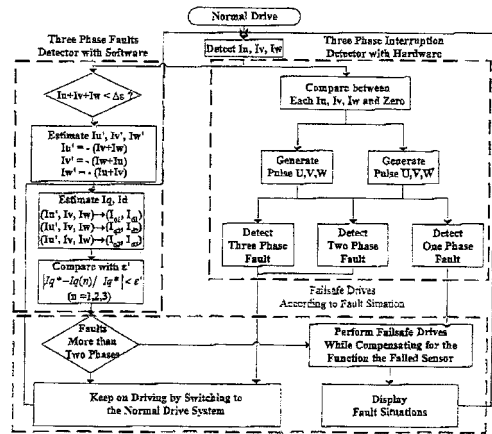 Normal Drive
Three Phase Faults
Detector with Software
Detect In, Iv, Iw
Three Phase Interruption
Detector with Hardware
Iu+Iv+Iw < Δε ?
Compare between
Each Iu, Iv, Iw and Zero
Estimate Iu', Iv', Iw'
Iu' = - (Iv+Iw)
Iv' = - (Iw+Iu)
Iw' = - (Iu+Iv)
Generate
Pulse U,V,W
Generate
Pulse U,V,W
Estimate Iq, Id
(Iu', Iv, Iw)→(Iq1, Id1)
(Iu', Iv, Iw)→(Iq2, Id2)
(Iu', Iv, Iw)→(Iq3, Id3)
Detect
Three Phase
Fault
Detect
Two Phase
Fault
Detect
One Phase
Fault
Compare with ε'
|Iq*-Iq(n)/ Iq*| < ε'
(n =1,2,3)
Failsafe Drives
According to Fault Situation
Faults
More than
Two Phases
Perform Failsafe Drives
While Compensating for the
Function the Failed Sensor
Keep on Driving by Switching to
the Normal Drive System
Display
Fault Situations